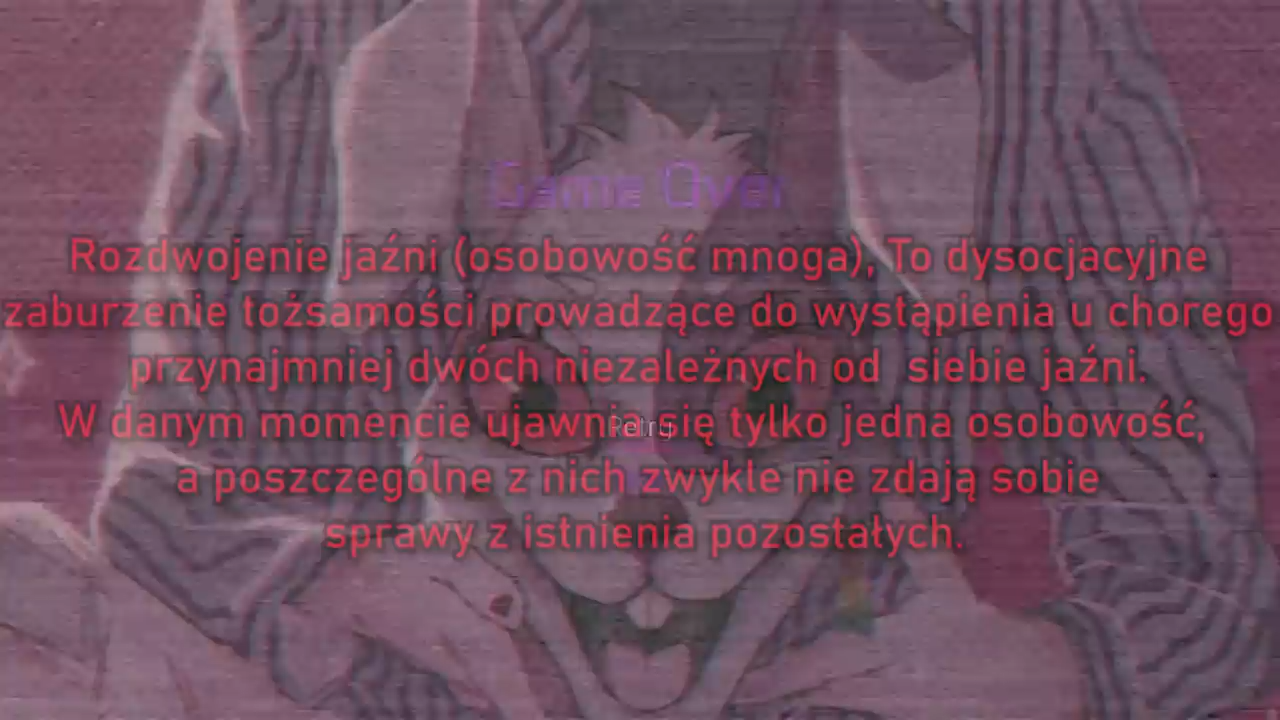 Game Over
Rozdwojenie jaźni (osobowość mnoga), To dysocjacyjne
zaburzenie tożsamości prowadzące do wystąpienia u chorego
przynajmniej dwóch niezależnych od siebie jaźni.
W danym momencie ujawnia się tylko jedna osobowość,
Retry
a poszczególne z nich zwykle nie zdają sobie
sprawy z istnienia pozostałych.